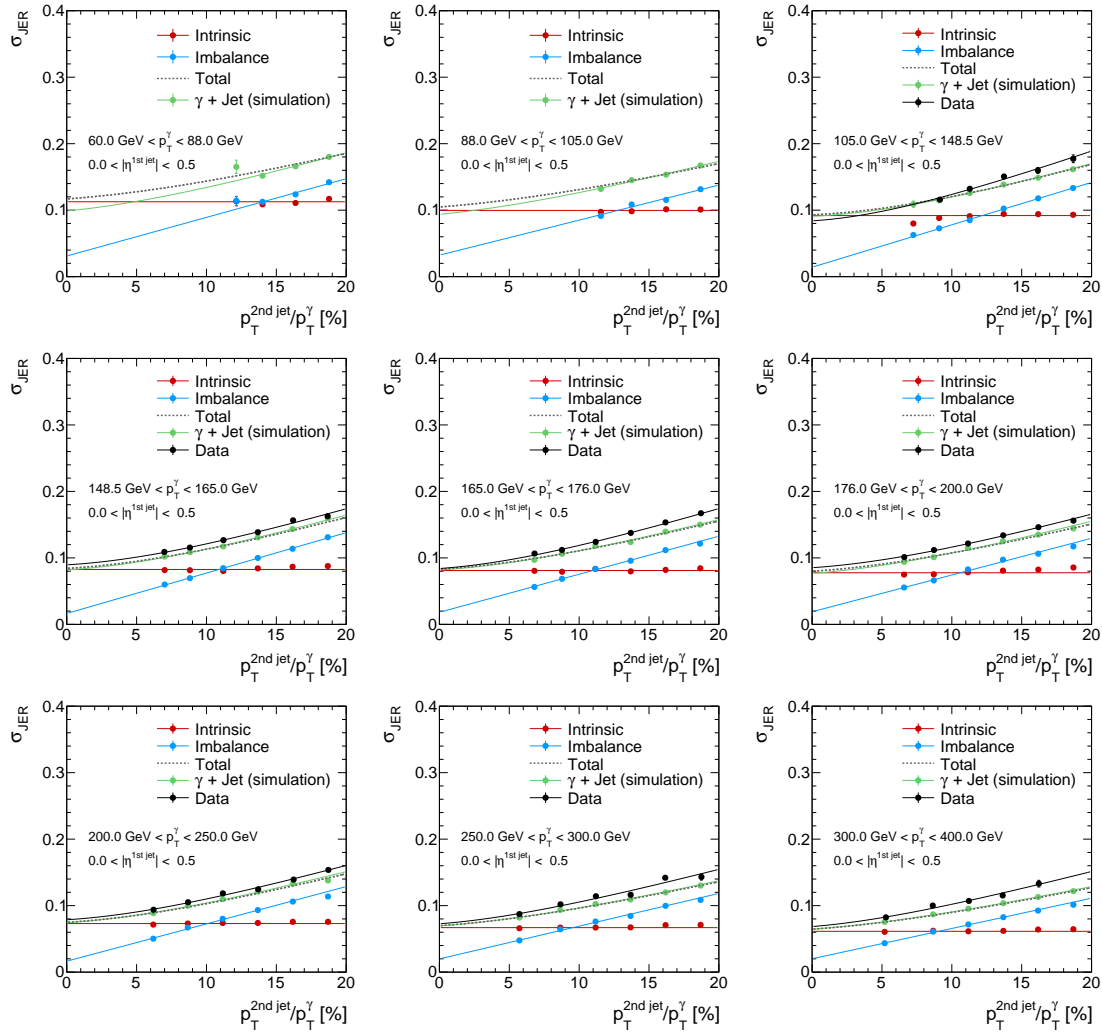 σ_JER
0.4
0.3
0.2
0.1
0
Intrinsic
Imbalance
Total
γ + Jet (simulation)
60.0 GeV < p_T^γ < 88.0 GeV
0.0 < |η^{1st jet}| < 0.5
0 5 10 15 20
p_T^{2nd jet}/p_T^γ [%]
σ_JER
0.4
0.3
0.2
0.1
0
Intrinsic
Imbalance
Total
γ + Jet (simulation)
88.0 GeV < p_T^γ < 105.0 GeV
0.0 < |η^{1st jet}| < 0.5
0 5 10 15 20
p_T^{2nd jet}/p_T^γ [%]
σ_JER
0.4
0.3
0.2
0.1
0
Intrinsic
Imbalance
Total
γ + Jet (simulation)
Data
105.0 GeV < p_T^γ < 148.5 GeV
0.0 < |η^{1st jet}| < 0.5
0 5 10 15 20
p_T^{2nd jet}/p_T^γ [%]
σ_JER
0.4
0.3
0.2
0.1
0
Intrinsic
Imbalance
Total
γ + Jet (simulation)
Data
148.5 GeV < p_T^γ < 165.0 GeV
0.0 < |η^{1st jet}| < 0.5
0 5 10 15 20
p_T^{2nd jet}/p_T^γ [%]
σ_JER
0.4
0.3
0.2
0.1
0
Intrinsic
Imbalance
Total
γ + Jet (simulation)
Data
165.0 GeV < p_T^γ < 176.0 GeV
0.0 < |η^{1st jet}| < 0.5
0 5 10 15 20
p_T^{2nd jet}/p_T^γ [%]
σ_JER
0.4
0.3
0.2
0.1
0
Intrinsic
Imbalance
Total
γ + Jet (simulation)
Data
176.0 GeV < p_T^γ < 200.0 GeV
0.0 < |η^{1st jet}| < 0.5
0 5 10 15 20
p_T^{2nd jet}/p_T^γ [%]
σ_JER
0.4
0.3
0.2
0.1
0
Intrinsic
Imbalance
Total
γ + Jet (simulation)
Data
200.0 GeV < p_T^γ < 250.0 GeV
0.0 < |η^{1st jet}| < 0.5
0 5 10 15 20
p_T^{2nd jet}/p_T^γ [%]
σ_JER
0.4
0.3
0.2
0.1
0
Intrinsic
Imbalance
Total
γ + Jet (simulation)
Data
250.0 GeV < p_T^γ < 300.0 GeV
0.0 < |η^{1st jet}| < 0.5
0 5 10 15 20
p_T^{2nd jet}/p_T^γ [%]
σ_JER
0.4
0.3
0.2
0.1
0
Intrinsic
Imbalance
Total
γ + Jet (simulation)
Data
300.0 GeV < p_T^γ < 400.0 GeV
0.0 < |η^{1st jet}| < 0.5
0 5 10 15 20
p_T^{2nd jet}/p_T^γ [%]